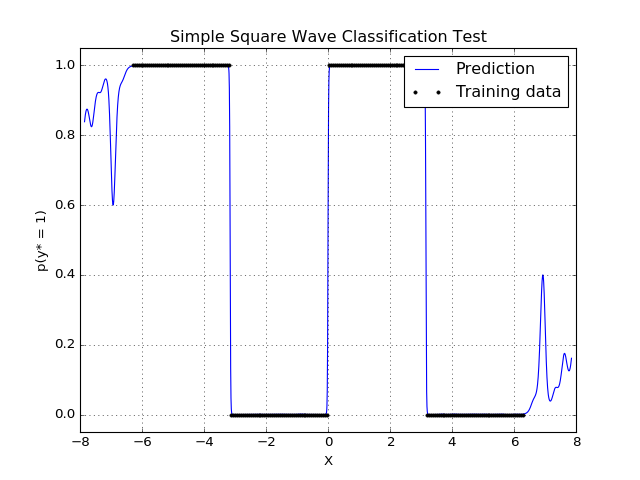 Simple Square Wave Classification Test
Prediction
Training data
1.0
0.8
0.6
0.4
0.2
0.0
p(y* = 1)
−8 −6 −4 −2 0 2 4 6 8
X